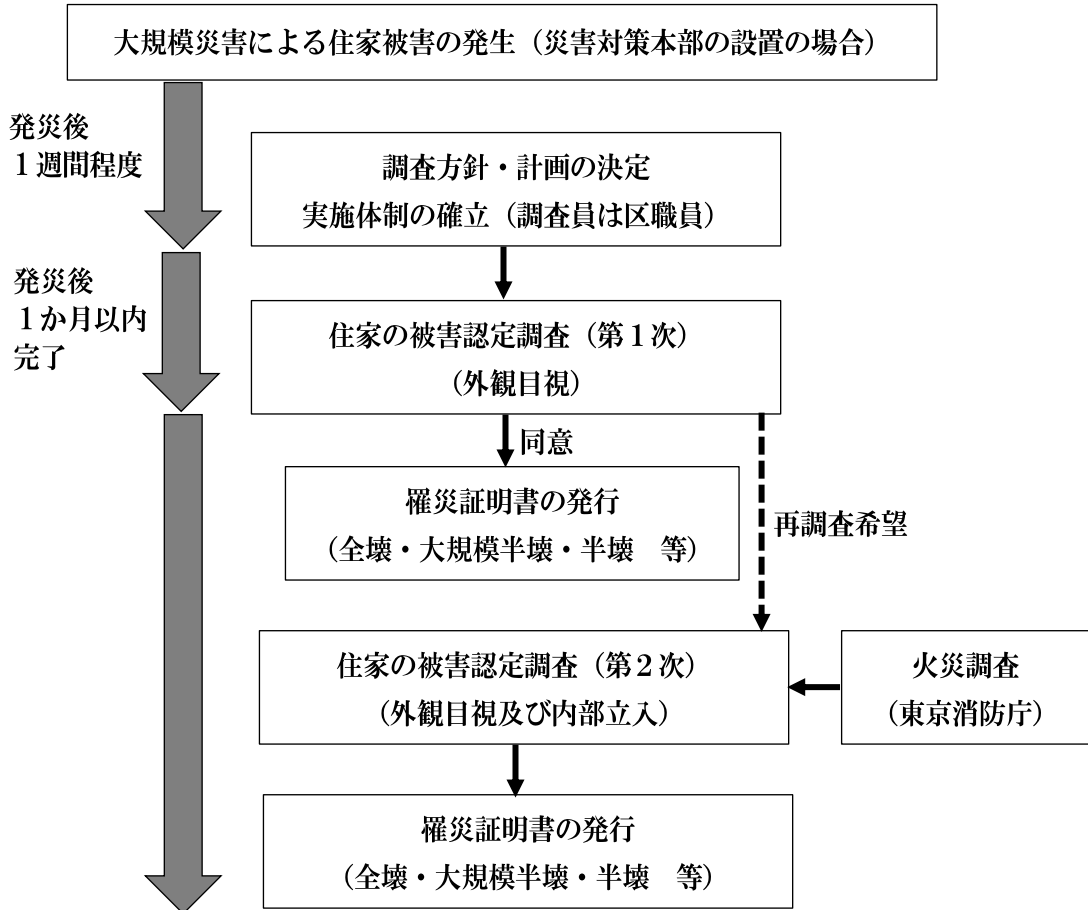 大規模災害による住家被害の発生（災害対策本部の設置の場合）
発災後
１週間程度
調査方針・計画の決定
実施体制の確立（調査員は区職員）
発災後
１か月以内
完了
住家の被害認定調査（第１次）
（外観目視）
同意
罹災証明書の発行
（全壊・大規模半壊・半壊　等）
再調査希望
住家の被害認定調査（第２次）
（外観目視及び内部立入）
火災調査
（東京消防庁）
罹災証明書の発行
（全壊・大規模半壊・半壊　等）